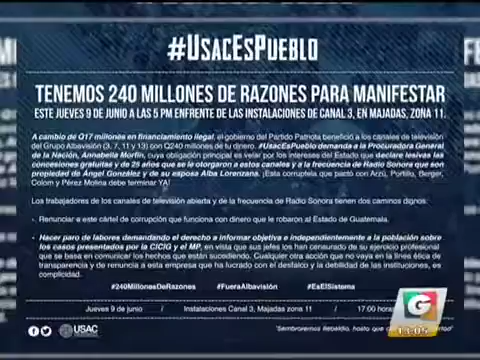 #USACESPUEBLO
TENEMOS 240 MILLONES DE RAZONES PARA MANIFESTAR
ESTE JUEVES 9 DE JUNIO A LAS 5 PM ENFRENTE DE LAS INSTALACIONES DE CANAL 3, EN MAJADAS, ZONA 11.
A cambio de Q17 millones en financiamiento ilegal, el gobierno del Partido Patriota benefició a los canales de televisión
del Grupo Albavisión (3, 7, 11 y 13) con Q240 millones de tu dinero. #UsacEsPueblo demanda a la Procuradora General
de la Nación, Annabella Morfin, cuya obligación principal es velar por los intereses del Estado que declare lesivas las
concesiones gratuitas y de 25 años que se le otorgaron a estos canales y a la frecuencia de Radio Sonora que son
propiedad de Ángel González y de su esposa Alba Lorenzana. ¡Esta corruptela que pactó con Arzú, Portillo, Berger,
Colom y Pérez Molina debe terminar YA!
Los trabajadores de los canales de televisión abierta y de la frecuencia de Radio Sonora tienen dos caminos dignos:
- Renunciar a este cártel de corrupción que funciona con dinero que le robaron al Estado de Guatemala.
- Hacer paro de labores demandando el derecho a informar objetiva e independientemente a la población sobre
los casos presentados por la CICIG y el MP, en vista que sus jefes los han censurado de su ejercicio profesional
que se basa en comunicar los hechos que están sucediendo. Cualquier otra acción que no vaya en la línea ética de
transparencia y de renuncia a esta empresa que ha lucrado con el desfalco y la debilidad de las instituciones, es
complicidad.
#240MillonesDeRazones #FueraAlbavisión #EsElSistema
Jueves 9 de junio / Instalaciones Canal 3, Majadas zona 11 / 17:00 horas
USAC
"Sembraremos Rebeldía, hasta que
G
13:05